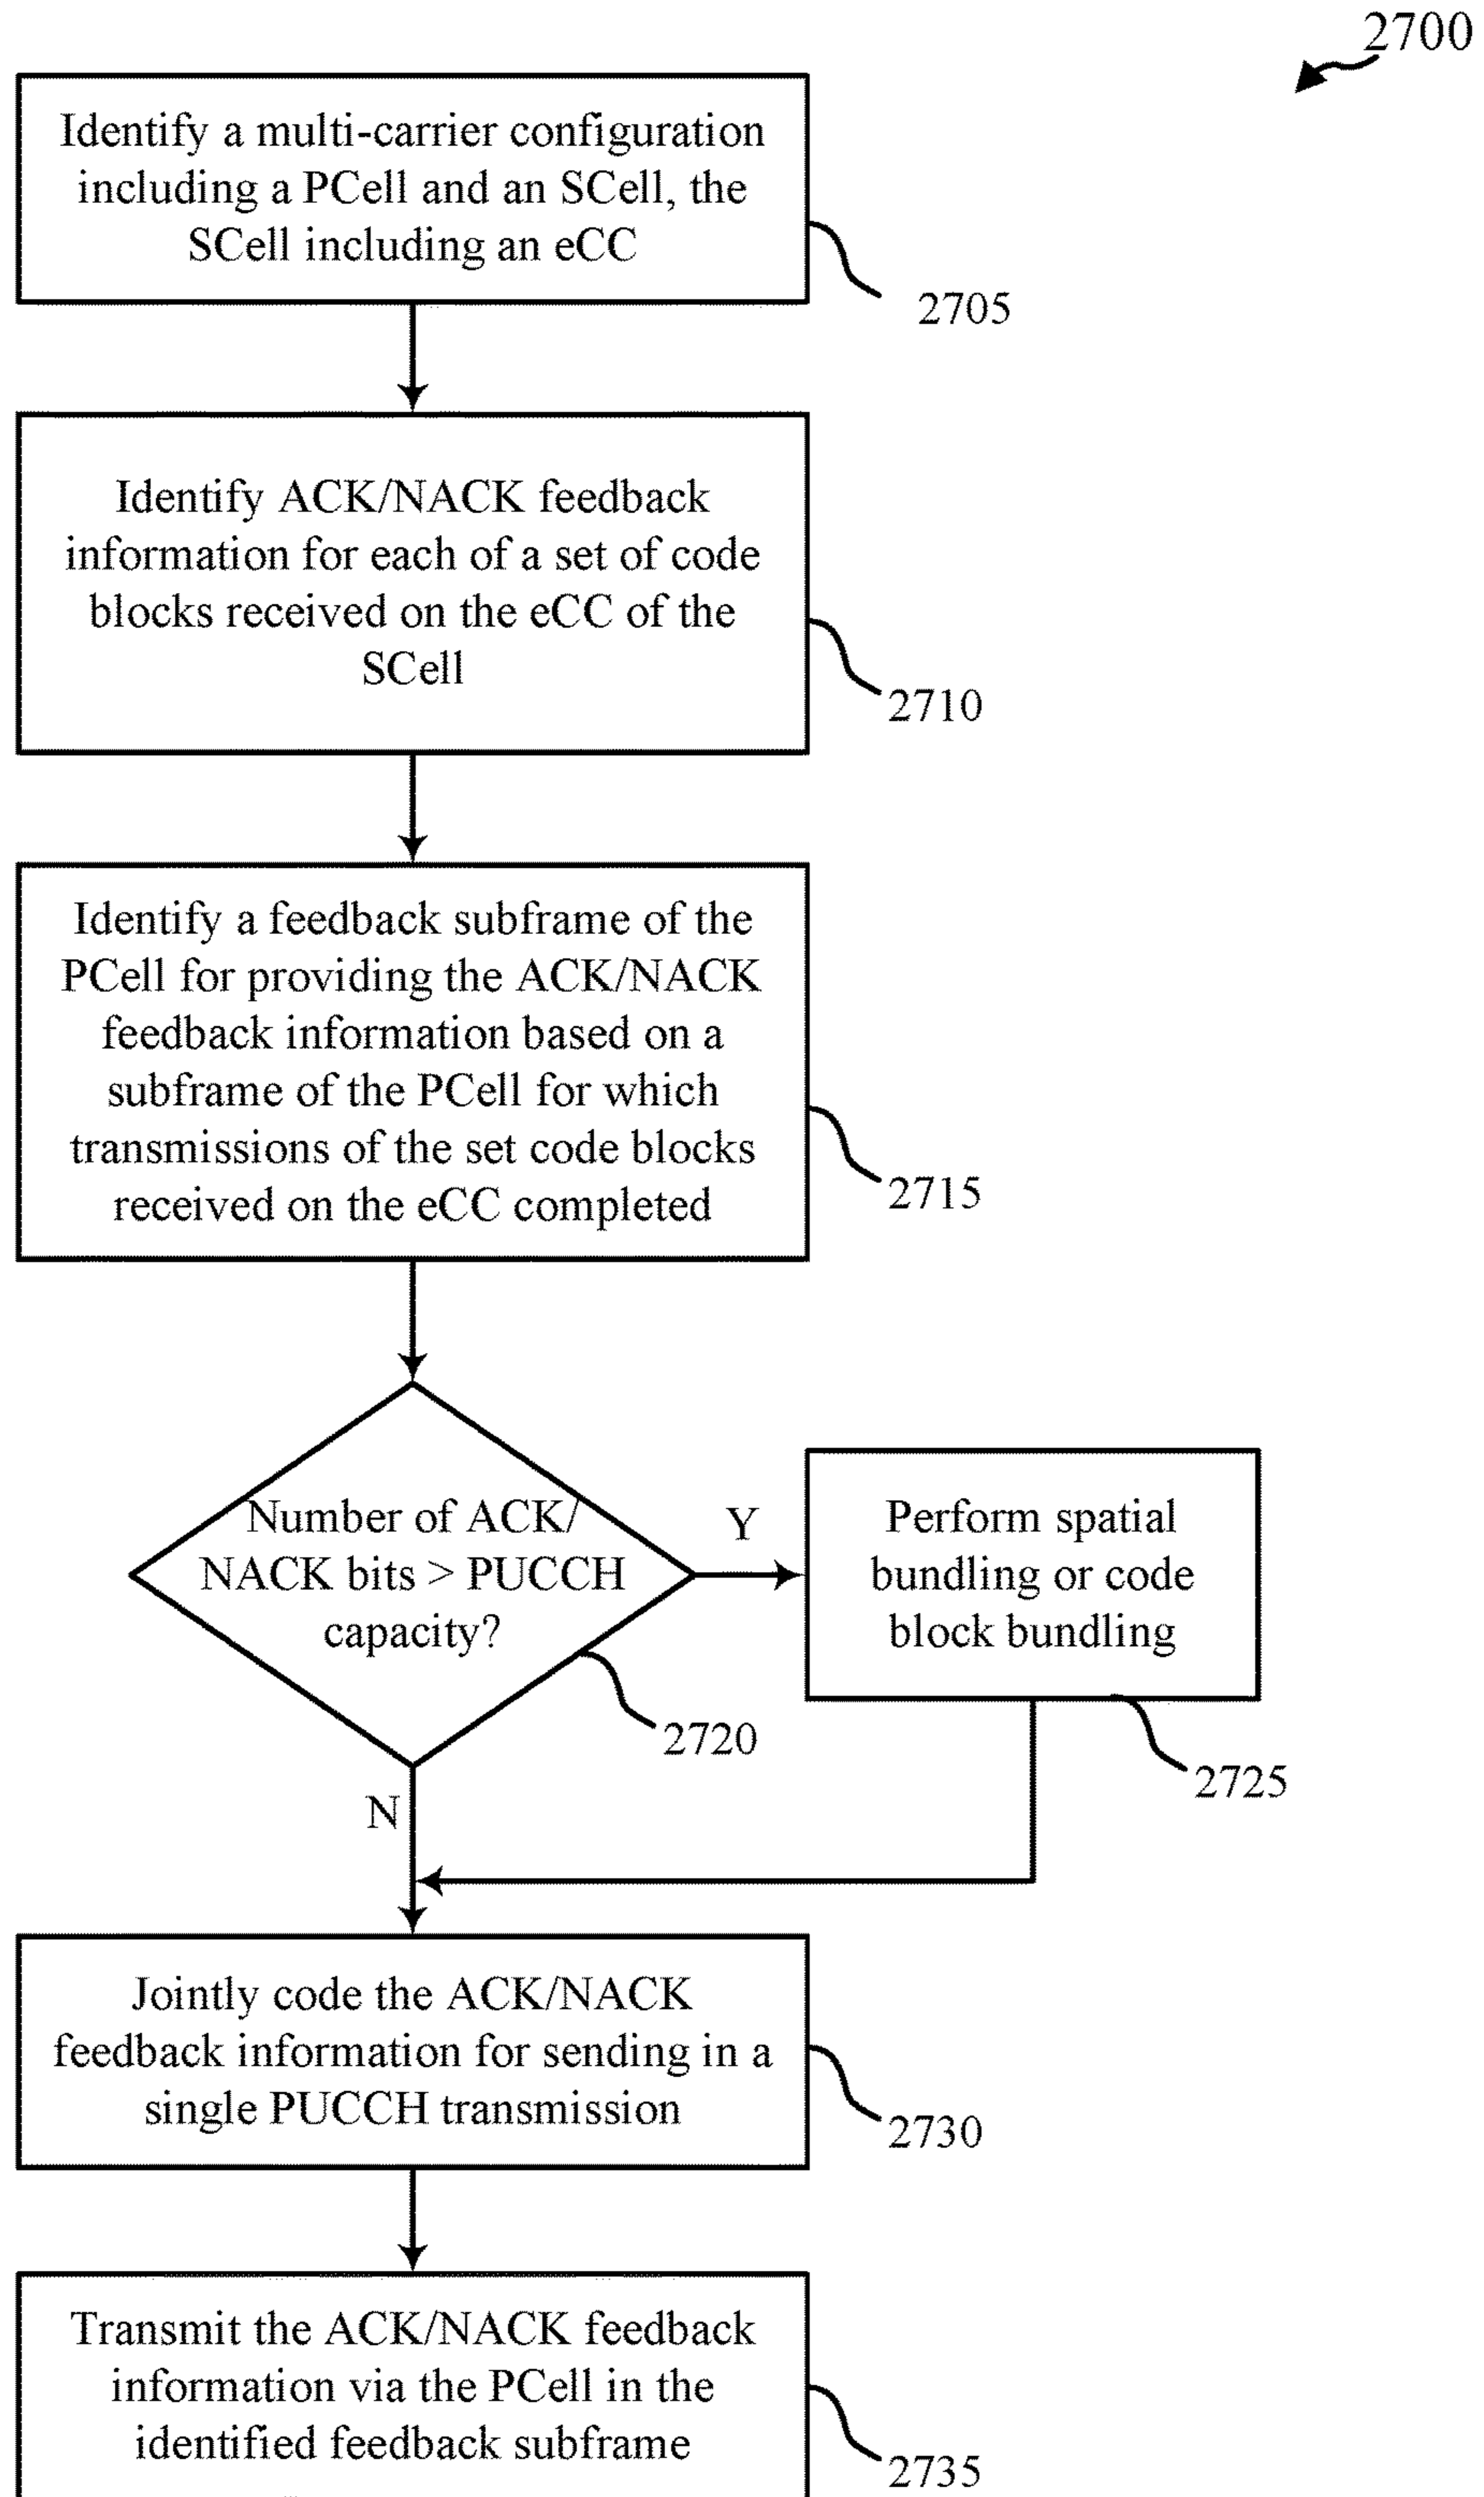 2700
Identify a multi-carrier configuration
including a PCell and an SCell, the
SCell including an eCC
2705
Identify ACK/NACK feedback
information for each of a set of code
blocks received on the eCC of the
SCell
2710
Identify a feedback subframe of the
PCell for providing the ACK/NACK
feedback information based on a
subframe of the PCell for which
transmissions of the set code blocks
received on the eCC completed
2715
Number of ACK/
NACK bits > PUCCH
capacity?
2720
Y
Perform spatial
bundling or code
block bundling
2725
N
Jointly code the ACK/NACK
feedback information for sending in a
single PUCCH transmission
2730
Transmit the ACK/NACK feedback
information via the PCell in the
identified feedback subframe
2735